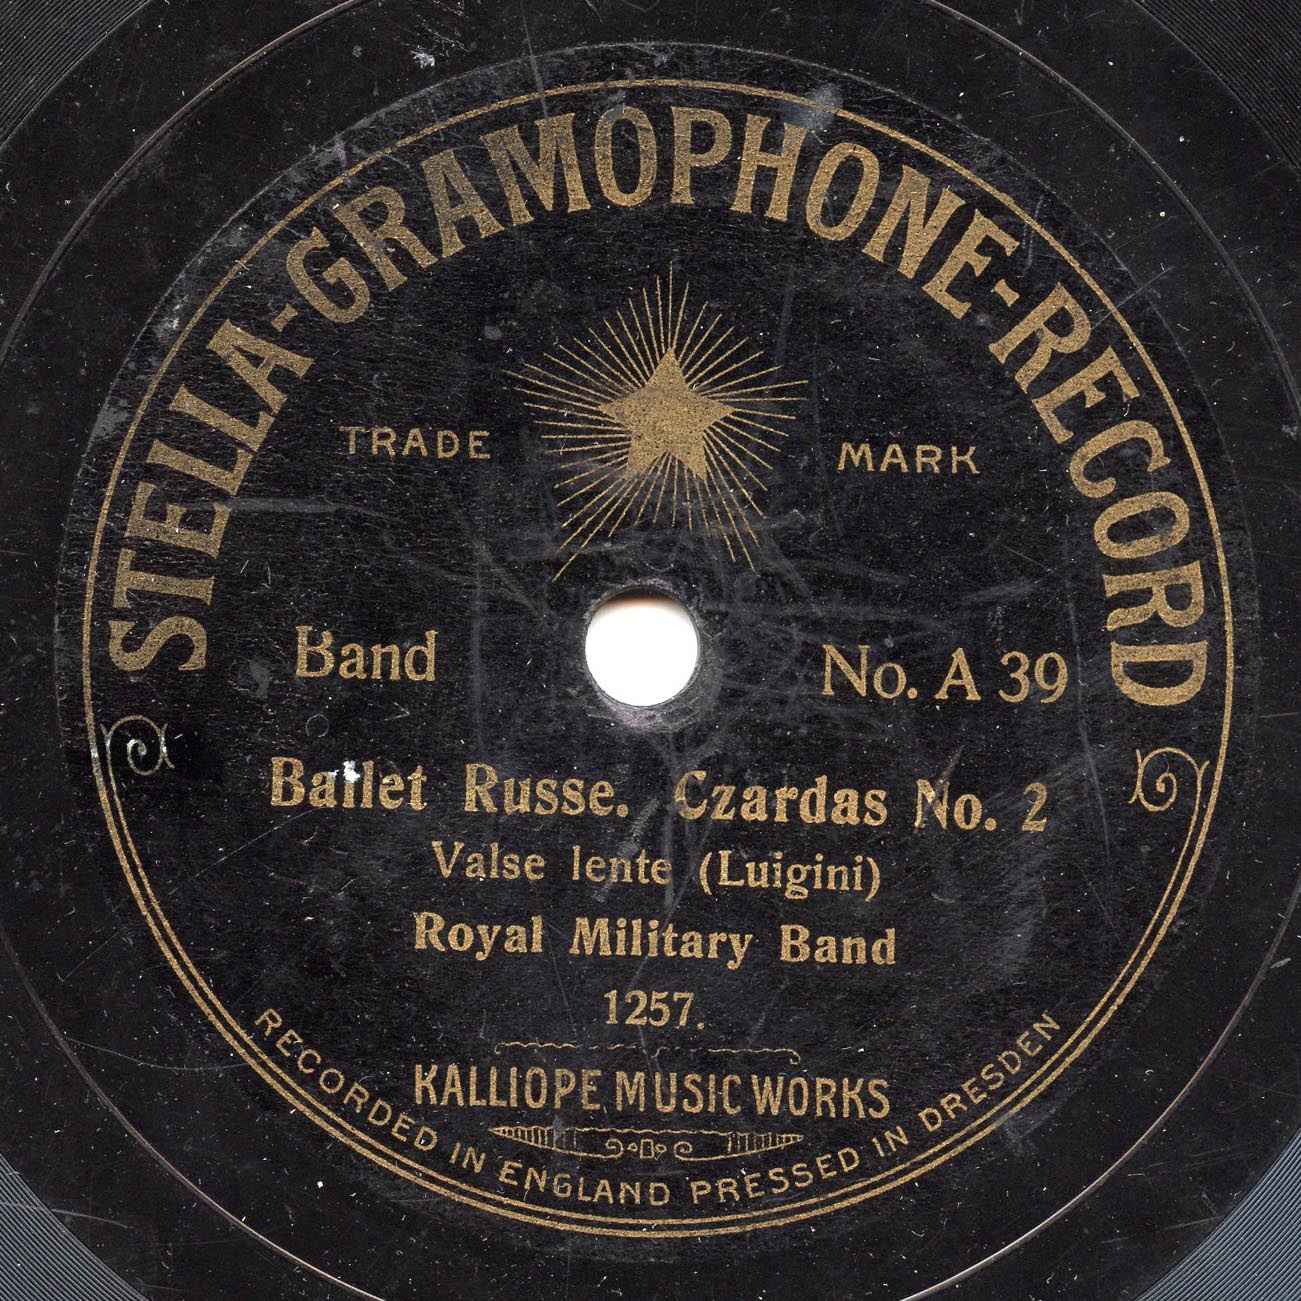 STELLA-GRAMOPHONE-RECORD
TRADE MARK
Band No. A 39
Ballet Russe. Czardas No. 2
Valse lente (Luigini)
Royal Military Band
1257.
KALLIOPE MUSIC WORKS
RECORDED IN ENGLAND PRESSED IN DRESDEN